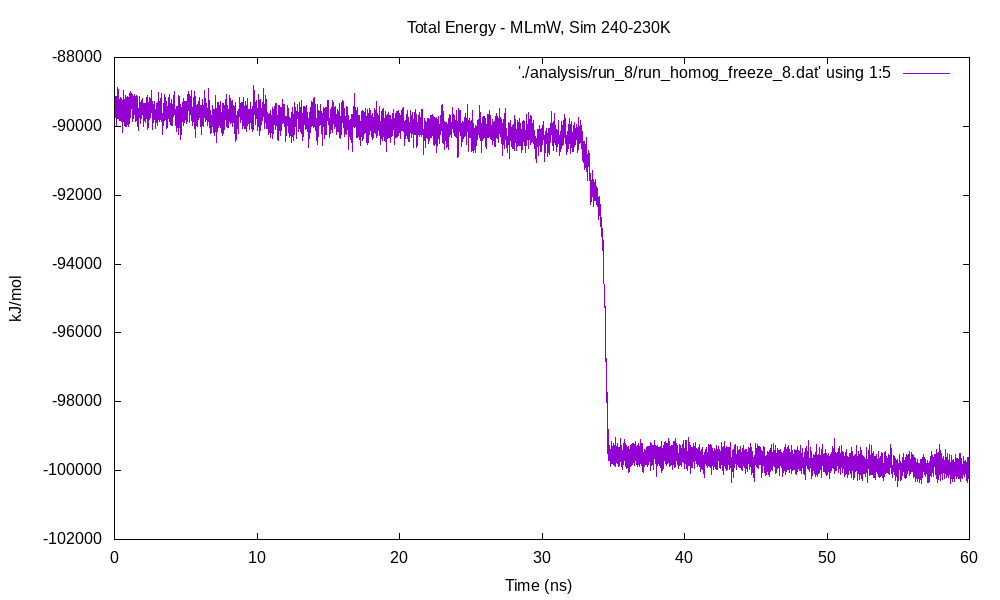 Total Energy - MLmW, Sim 240-230K
'./analysis/run_8/run_homog_freeze_8.dat' using 1:5
-88000
-90000
-92000
-94000
-96000
-98000
-100000
-102000
kJ/mol
0 10 20 30 40 50 60
Time (ns)